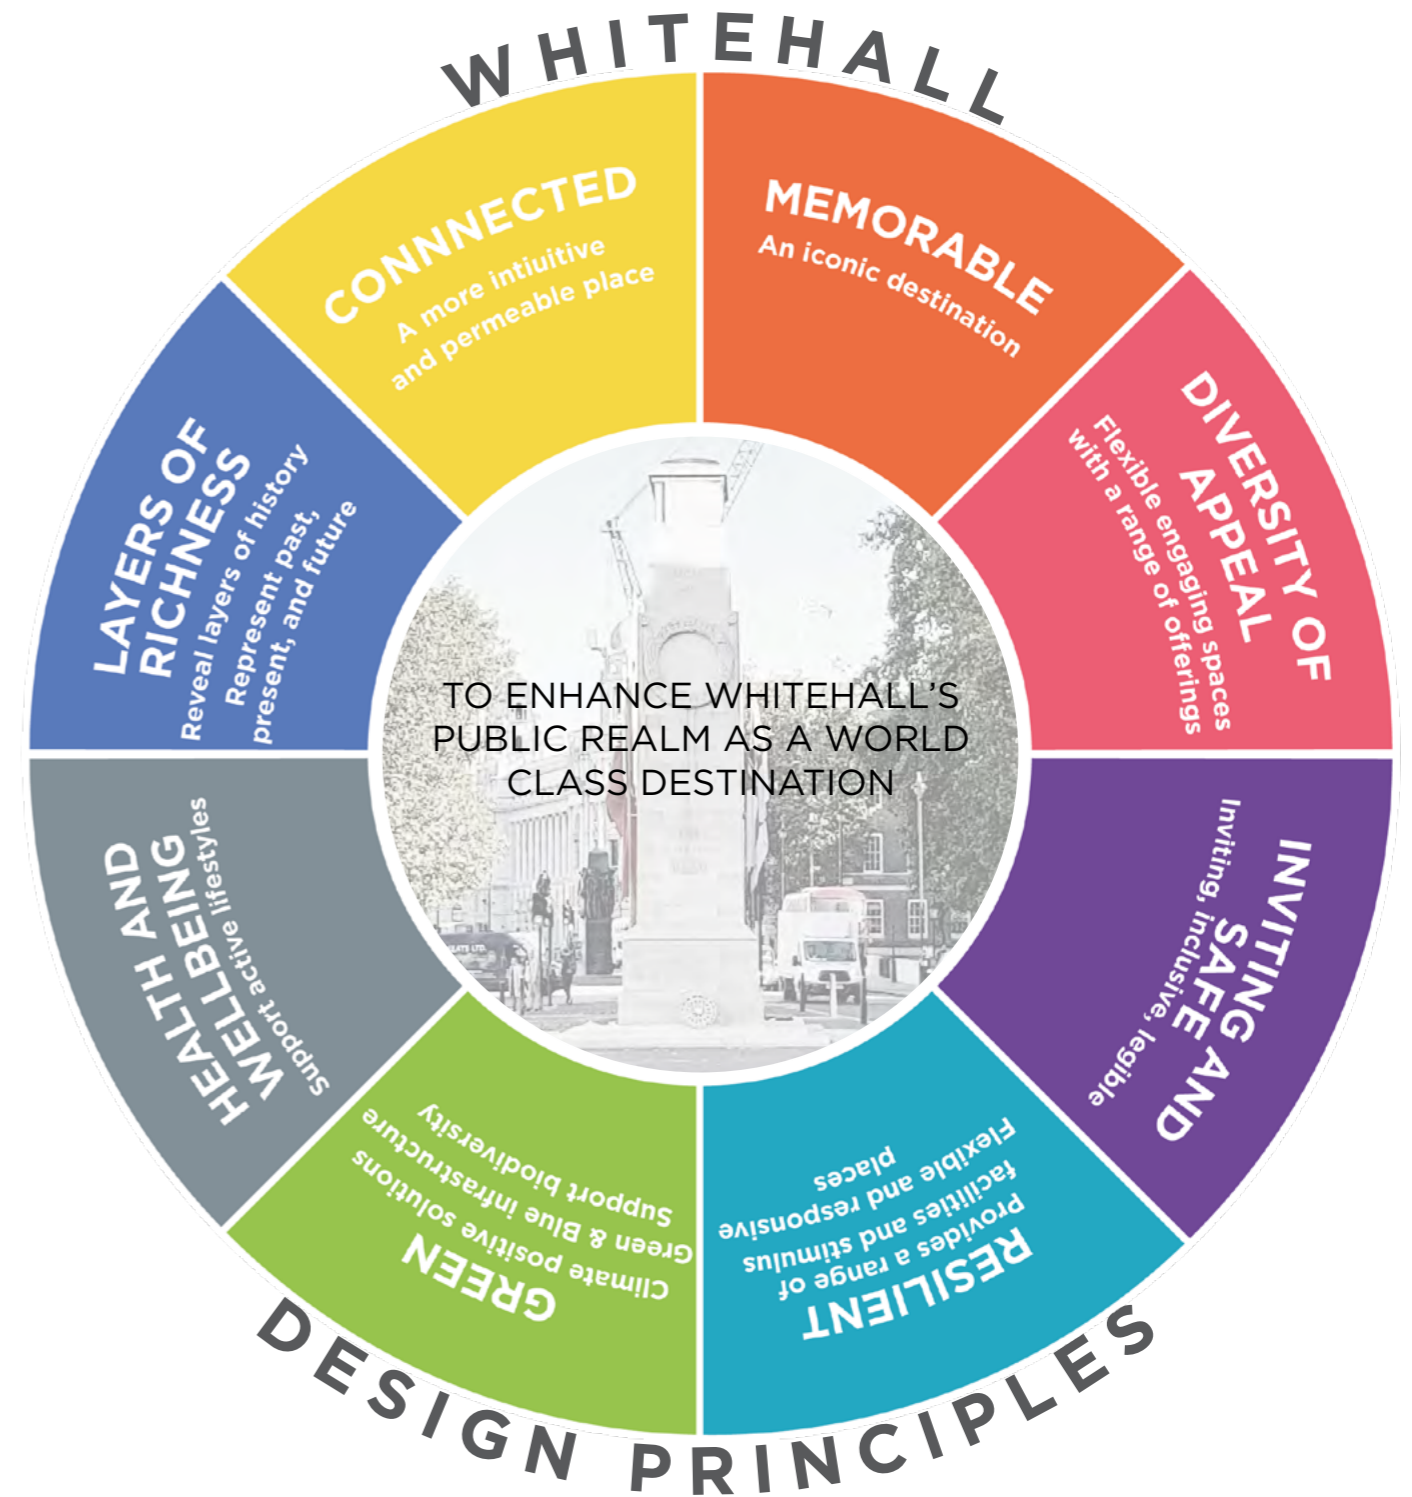 WHITEHALL
MEMORABLE
An iconic destination
DIVERSITY OF
APPEAL
Flexible engaging spaces
with a range of offerings
INVITING AND
SAFE
Inviting, inclusive, legible
RESILIENT
provides a range of
facilities and stimulus
Flexible and responsive
places
GREEN
Climate positive solutions
Green & Blue infrastructure
Support biodiversity
HEALTH AND
WELLBEING
Support active lifestyles
LAYERS OF
RICHNESS
Reveal layers of history
Represent past,
present, and future
CONNNECTED
A more intiuitive
and permeable place
TO ENHANCE WHITEHALL'S
PUBLIC REALM AS A WORLD
CLASS DESTINATION
DESIGN PRINCIPLES